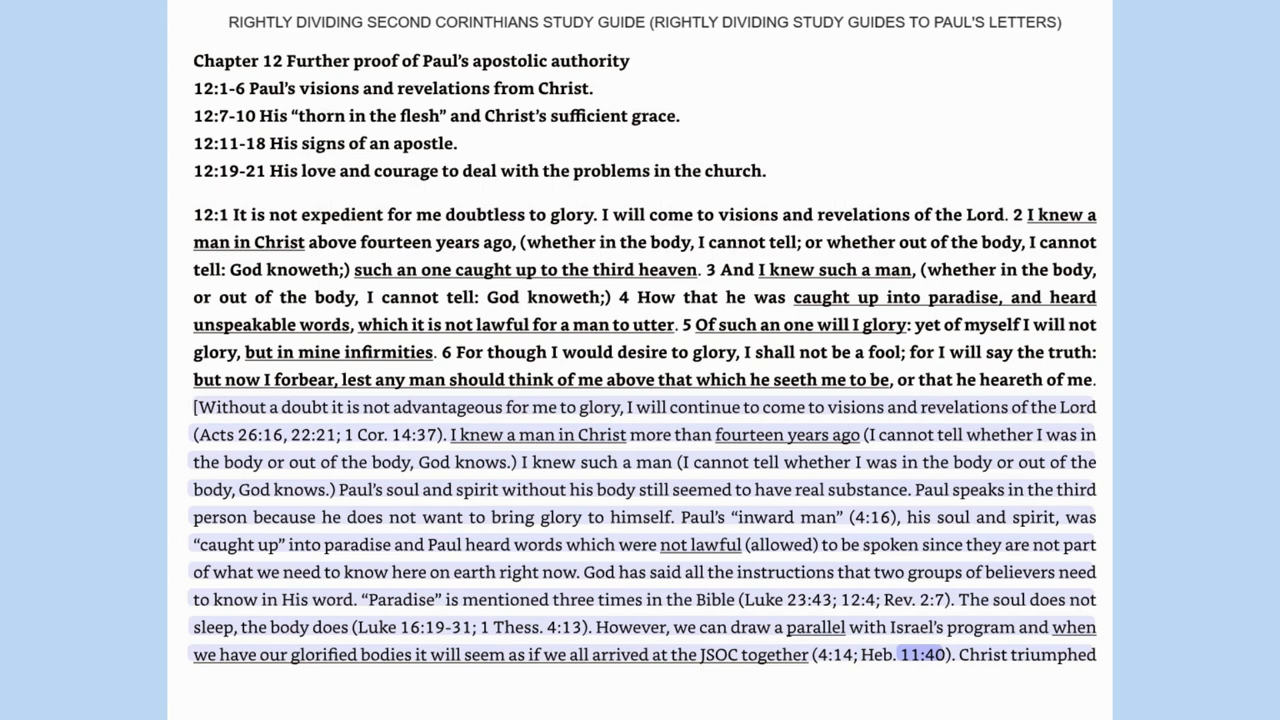 RIGHTLY DIVIDING SECOND CORINTHIANS STUDY GUIDE (RIGHTLY DIVIDING STUDY GUIDES TO PAUL'S LETTERS)
Chapter 12 Further proof of Paul’s apostolic authority
12:1-6 Paul’s visions and revelations from Christ.
12:7-10 His “thorn in the flesh” and Christ’s sufficient grace.
12:11-18 His signs of an apostle.
12:19-21 His love and courage to deal with the problems in the church.
12:1 It is not expedient for me doubtless to glory. I will come to visions and revelations of the Lord. 2 I knew a
man in Christ above fourteen years ago, (whether in the body, I cannot tell; or whether out of the body, I cannot
tell: God knoweth;) such an one caught up to the third heaven. 3 And I knew such a man, (whether in the body,
or out of the body, I cannot tell: God knoweth;) 4 How that he was caught up into paradise, and heard
unspeakable words, which it is not lawful for a man to utter. 5 Of such an one will I glory: yet of myself I will not
glory, but in mine infirmities. 6 For though I would desire to glory, I shall not be a fool; for I will say the truth:
but now I forbear, lest any man should think of me above that which he seeth me to be, or that he heareth of me.
[Without a doubt it is not advantageous for me to glory, I will continue to come to visions and revelations of the Lord
(Acts 26:16, 22:21; 1 Cor. 14:37). I knew a man in Christ more than fourteen years ago (I cannot tell whether I was in
the body or out of the body, God knows.) I knew such a man (I cannot tell whether I was in the body or out of the
body, God knows.) Paul’s soul and spirit without his body still seemed to have real substance. Paul speaks in the third
person because he does not want to bring glory to himself. Paul’s “inward man” (4:16), his soul and spirit, was
“caught up” into paradise and Paul heard words which were not lawful (allowed) to be spoken since they are not part
of what we need to know here on earth right now. God has said all the instructions that two groups of believers need
to know in His word. “Paradise” is mentioned three times in the Bible (Luke 23:43; 12:4; Rev. 2:7). The soul does not
sleep, the body does (Luke 16:19-31; 1 Thess. 4:13). However, we can draw a parallel with Israel’s program and when
we have our glorified bodies it will seem as if we all arrived at the JSOC together (4:14; Heb. 11:40). Christ triumphed